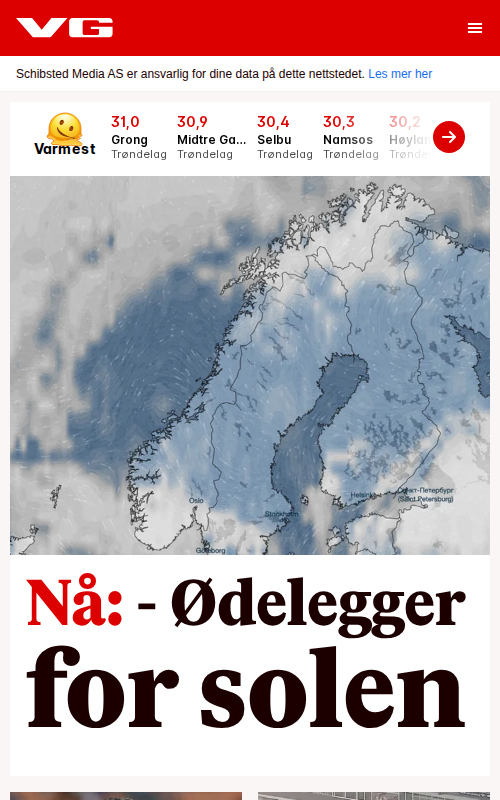 VG
Schibsted Media AS er ansvarlig for dine data på dette nettstedet. Les mer her
Varmest
31,0
Grong
Trøndelag
30,9
Midtre Ga...
Trøndelag
30,4
Selbu
Trøndelag
30,3
Namsos
Trøndelag
30,2
Oslo
Stockholm
Helsinki
(Saint Petersburg)
Göteborg
Nå: - Ødelegger
for solen